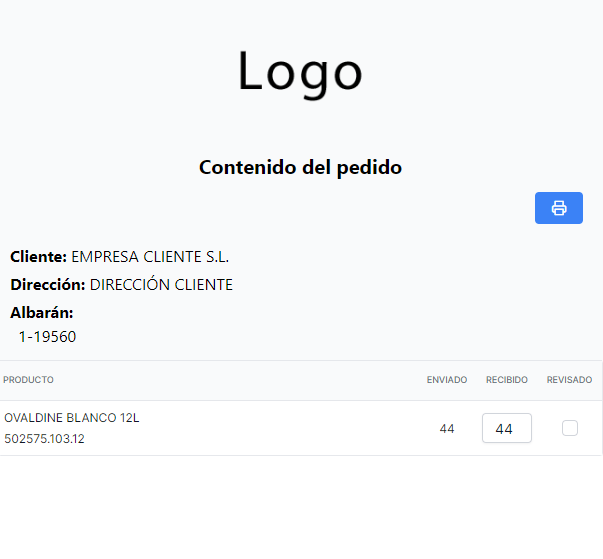 Logo
Contenido del pedido
Cliente: EMPRESA CLIENTE S.L.
Dirección: DIRECCIÓN CLIENTE
Albarán:
1-19560
PRODUCTO ENVIADO RECIBIDO REVISADO
OVALDINE BLANCO 12L
502575.103.12
44 44